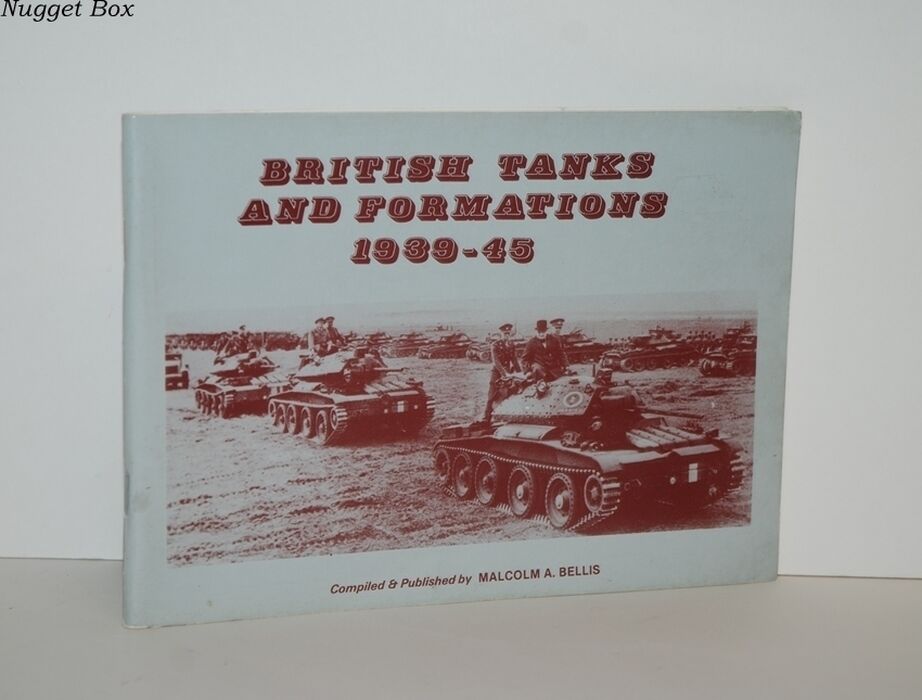 Nugget Box
BRITISH TANKS
AND FORMATIONS
1939-45
Compiled & Published by MALCOLM A. BELLIS